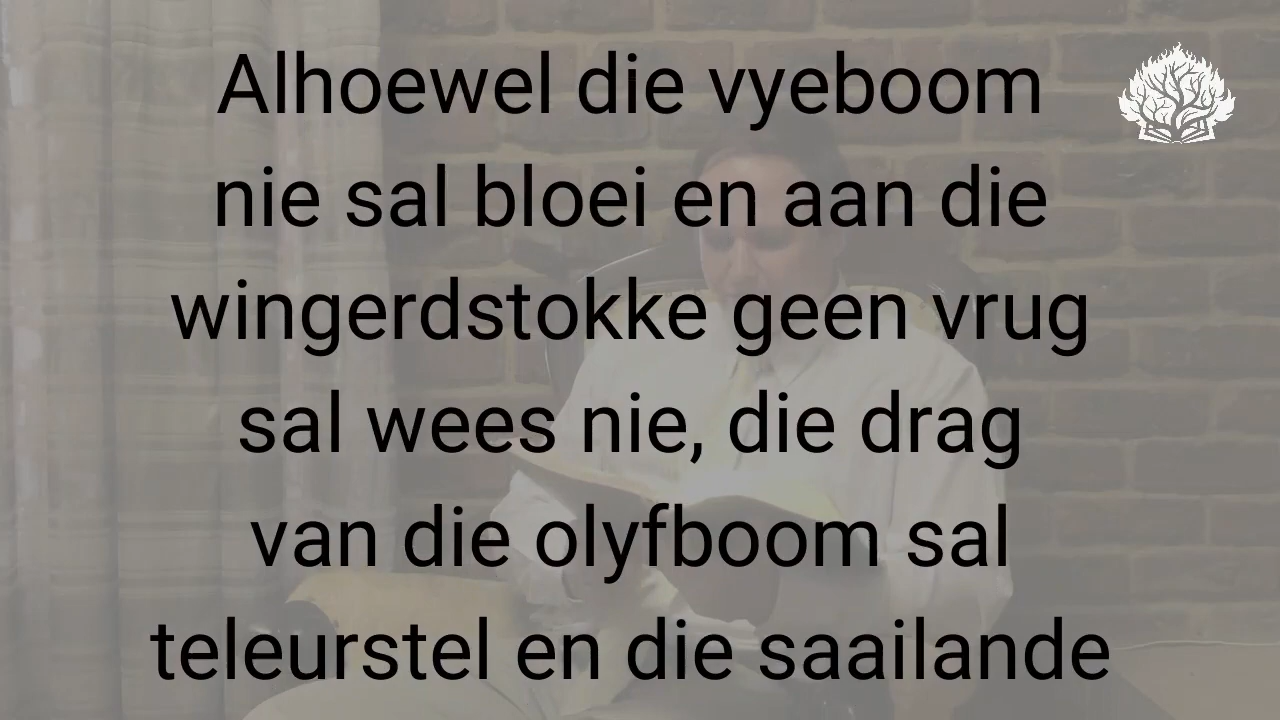 Alhoewel die vyeboom
nie sal bloei en aan die
wingerdstokke geen vrug
sal wees nie, die drag
van die olyfboom sal
teleurstel en die saailande